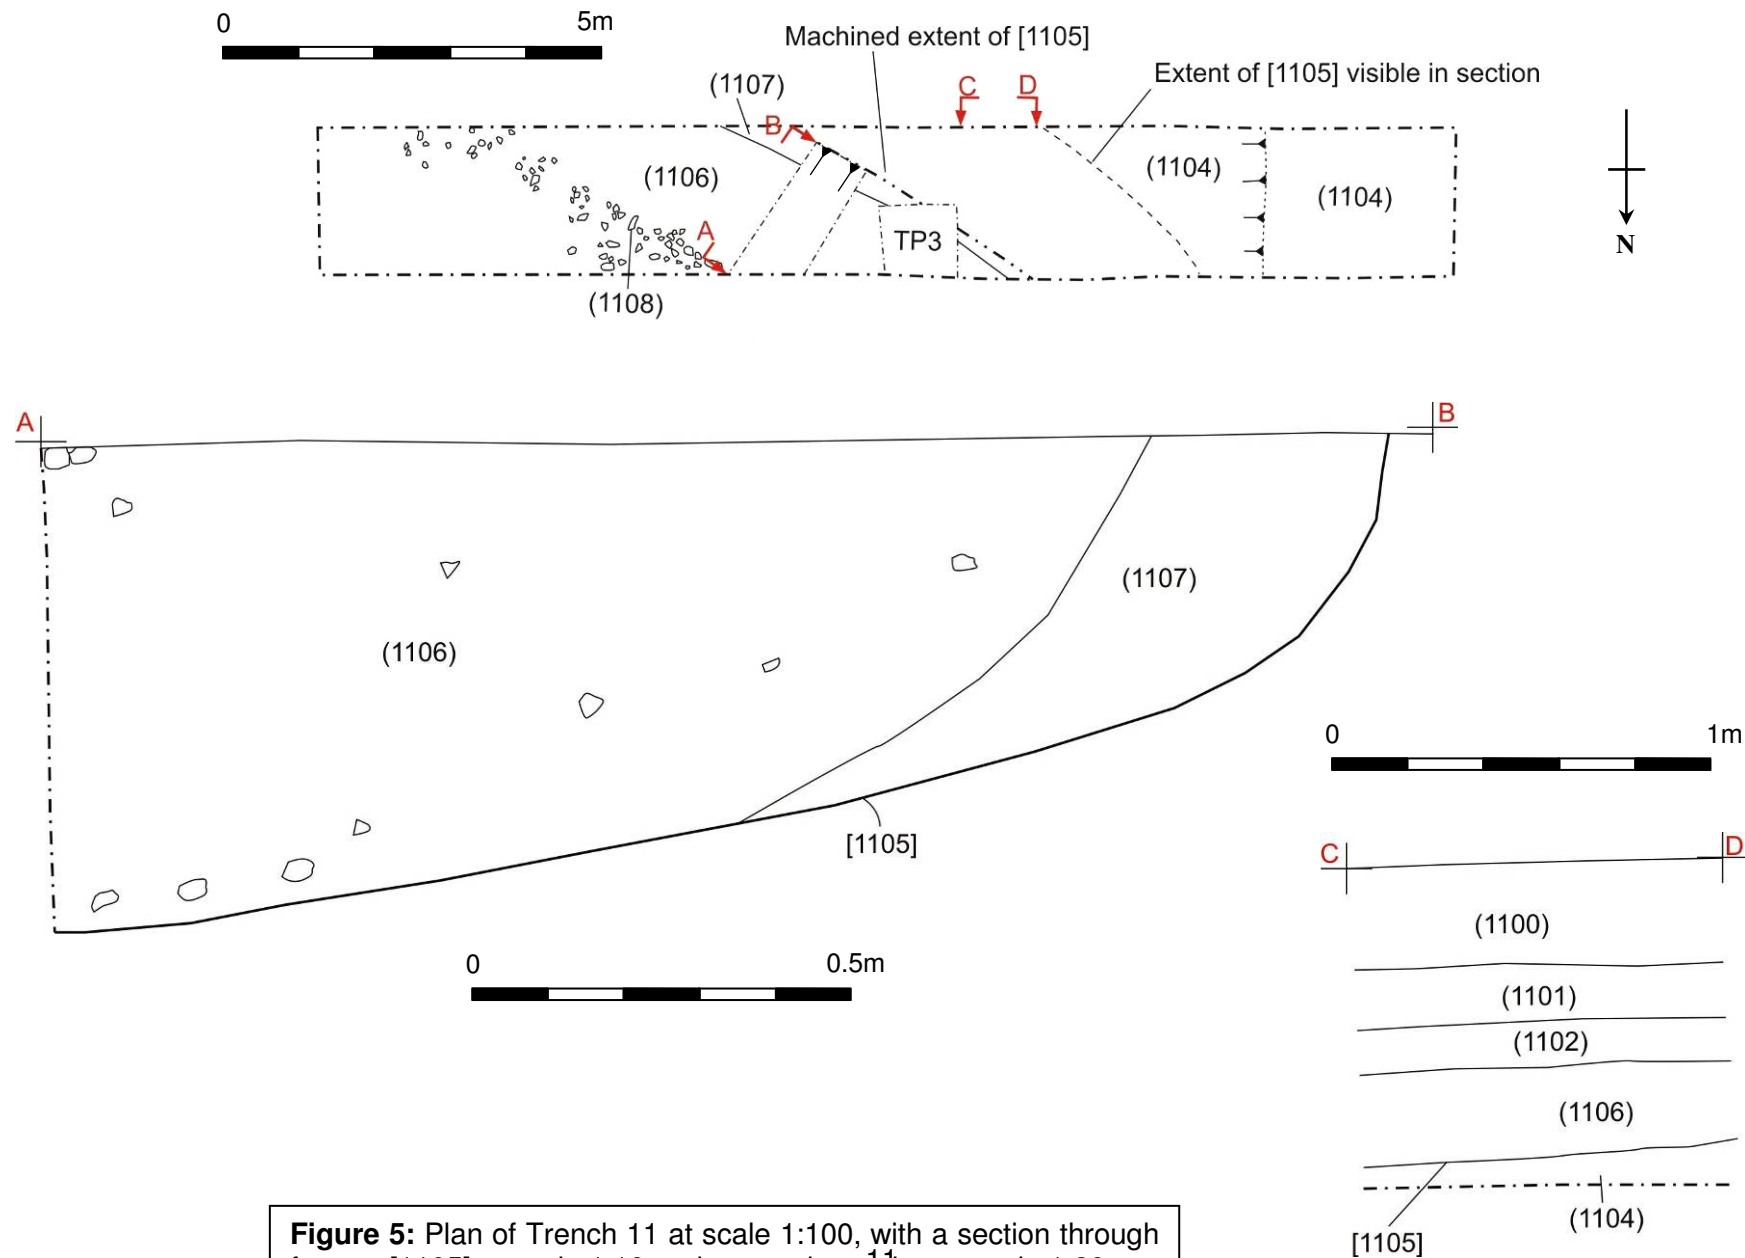 0 5m
Machined extent of [1105]
Extent of [1105] visible in section
(1107)
C D
B
(1106)
(1104)
(1104)
A
TP3
N
(1108)
A B
(1107)
(1106)
0 1m
[1105]
C D
(1100)
0 0.5m
(1101)
(1102)
(1106)
(1104)
[1105]
Figure 5: Plan of Trench 11 at scale 1:100, with a section through
11